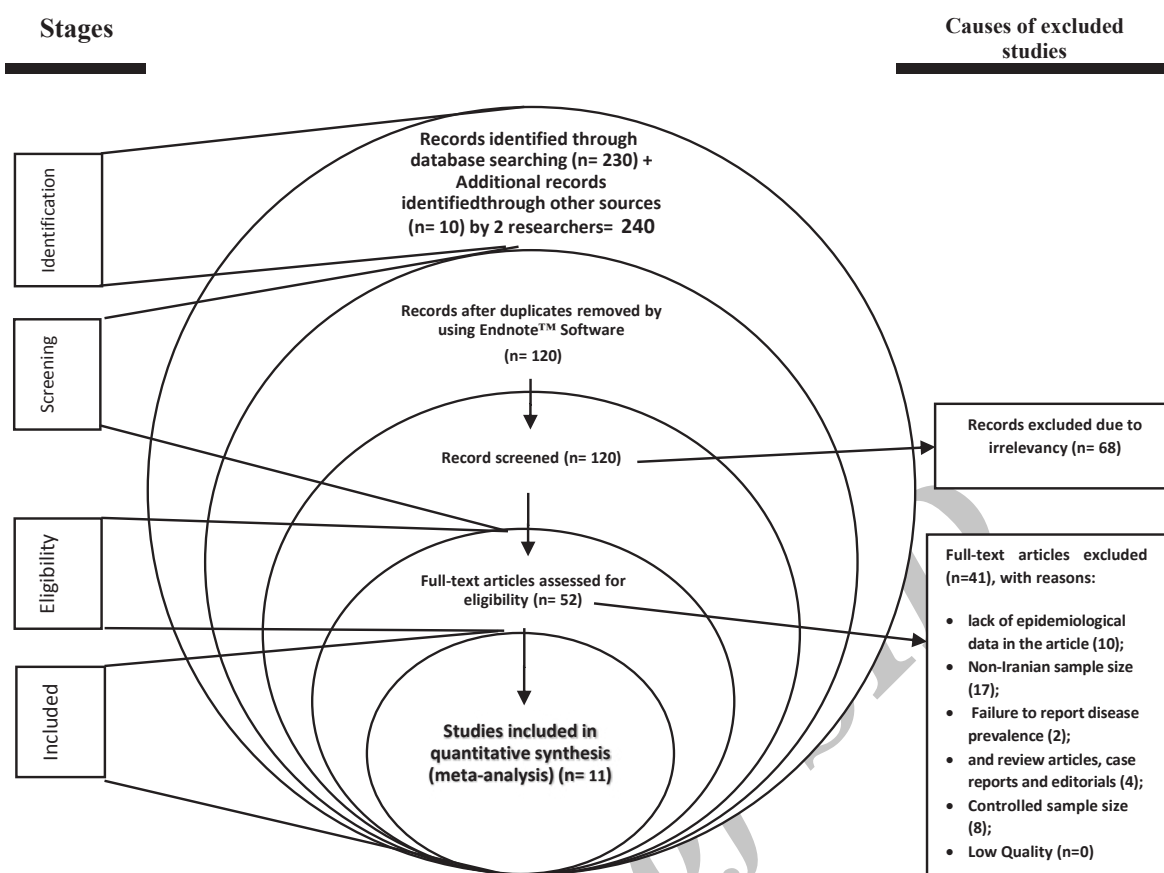 Stages
Causes of excluded
studies
Identification
Records identified through
database searching (n= 230) +
Additional records
identifiedthrough other sources
(n= 10) by 2 researchers= 240
Screening
Records after duplicates removed by
using Endnote™ Software
(n= 120)
Record screened (n= 120)
Records excluded due to
irrelevancy (n= 68)
Eligibility
Full-text articles assessed for
eligibility (n= 52)
Full-text articles excluded
(n=41), with reasons:
• lack of epidemiological
data in the article (10);
• Non-Iranian sample size
(17);
• Failure to report disease
prevalence (2);
• and review articles, case
reports and editorials (4);
• Controlled sample size
(8);
• Low Quality (n=0)
Included
Studies included in
quantitative synthesis
(meta-analysis) (n= 11)